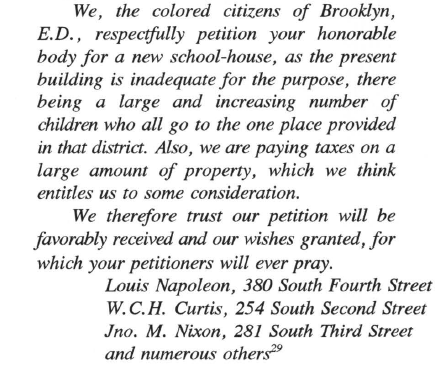 We, the colored citizens of Brooklyn,
E.D., respectfully petition your honorable
body for a new school-house, as the present
building is inadequate for the purpose, there
being a large and increasing number of
children who all go to the one place provided
in that district. Also, we are paying taxes on a
large amount of property, which we think
entitles us to some consideration.
We therefore trust our petition will be
favorably received and our wishes granted, for
which your petitioners will ever pray.
Louis Napoleon, 380 South Fourth Street
W.C.H. Curtis, 254 South Second Street
Jno. M. Nixon, 281 South Third Street
and numerous others²⁹